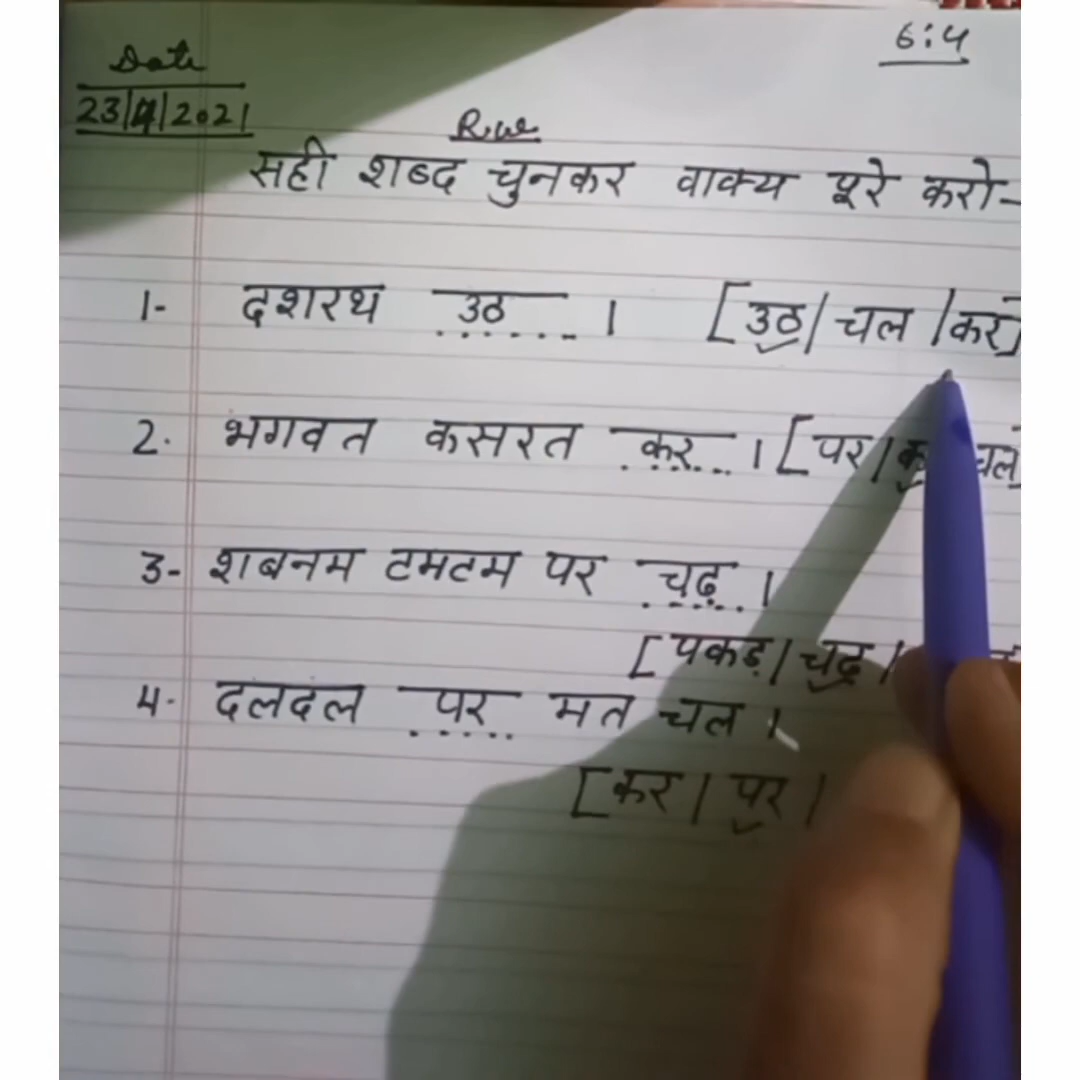 6:4
Date
23/4/2021
R.w
सही शब्द चुनकर वाक्य पूरे करो-
1- दशरथ उठ । [उठ/ चल /कर]
2. भगवत कसरत कर । [पर/ चल]
3- शबनम टमटम पर चढ़ ।
[पकड़/ चढ़/
4- दलदल पर मत चल ।
[कर/ पर/